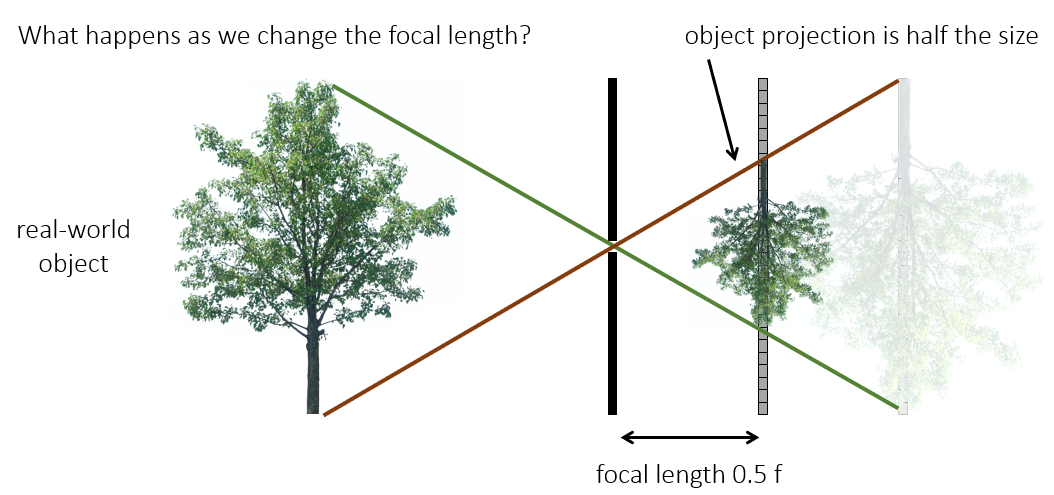 What happens as we change the focal length?
object projection is half the size
real-world
object
focal length 0.5 f